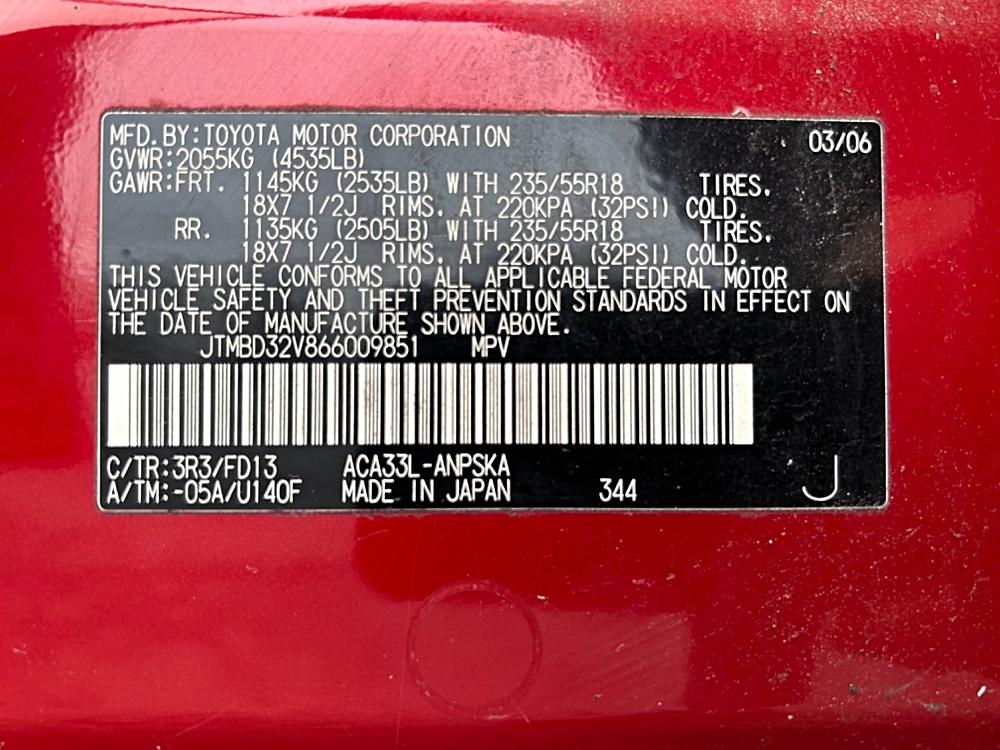 MFD. BY: TOYOTA MOTOR CORPORATION 03/06
GVWR: 2055KG (4535LB)
GAWR: FRT. 1145KG (2535LB) WITH 235/55R18 TIRES,
18X7 1/2J RIMS, AT 220KPA (32PSI) COLD.
RR. 1135KG (2505LB) WITH 235/55R18 TIRES,
18X7 1/2J RIMS, AT 220KPA (32PSI) COLD.
THIS VEHICLE CONFORMS TO ALL APPLICABLE FEDERAL MOTOR
VEHICLE SAFETY AND THEFT PREVENTION STANDARDS IN EFFECT ON
THE DATE OF MANUFACTURE SHOWN ABOVE.
JTMBD32V866009851 MPV
C/TR: 3R3/FD13 ACA33L-ANPSKA
A/TM: -05A/U140F MADE IN JAPAN 344 J